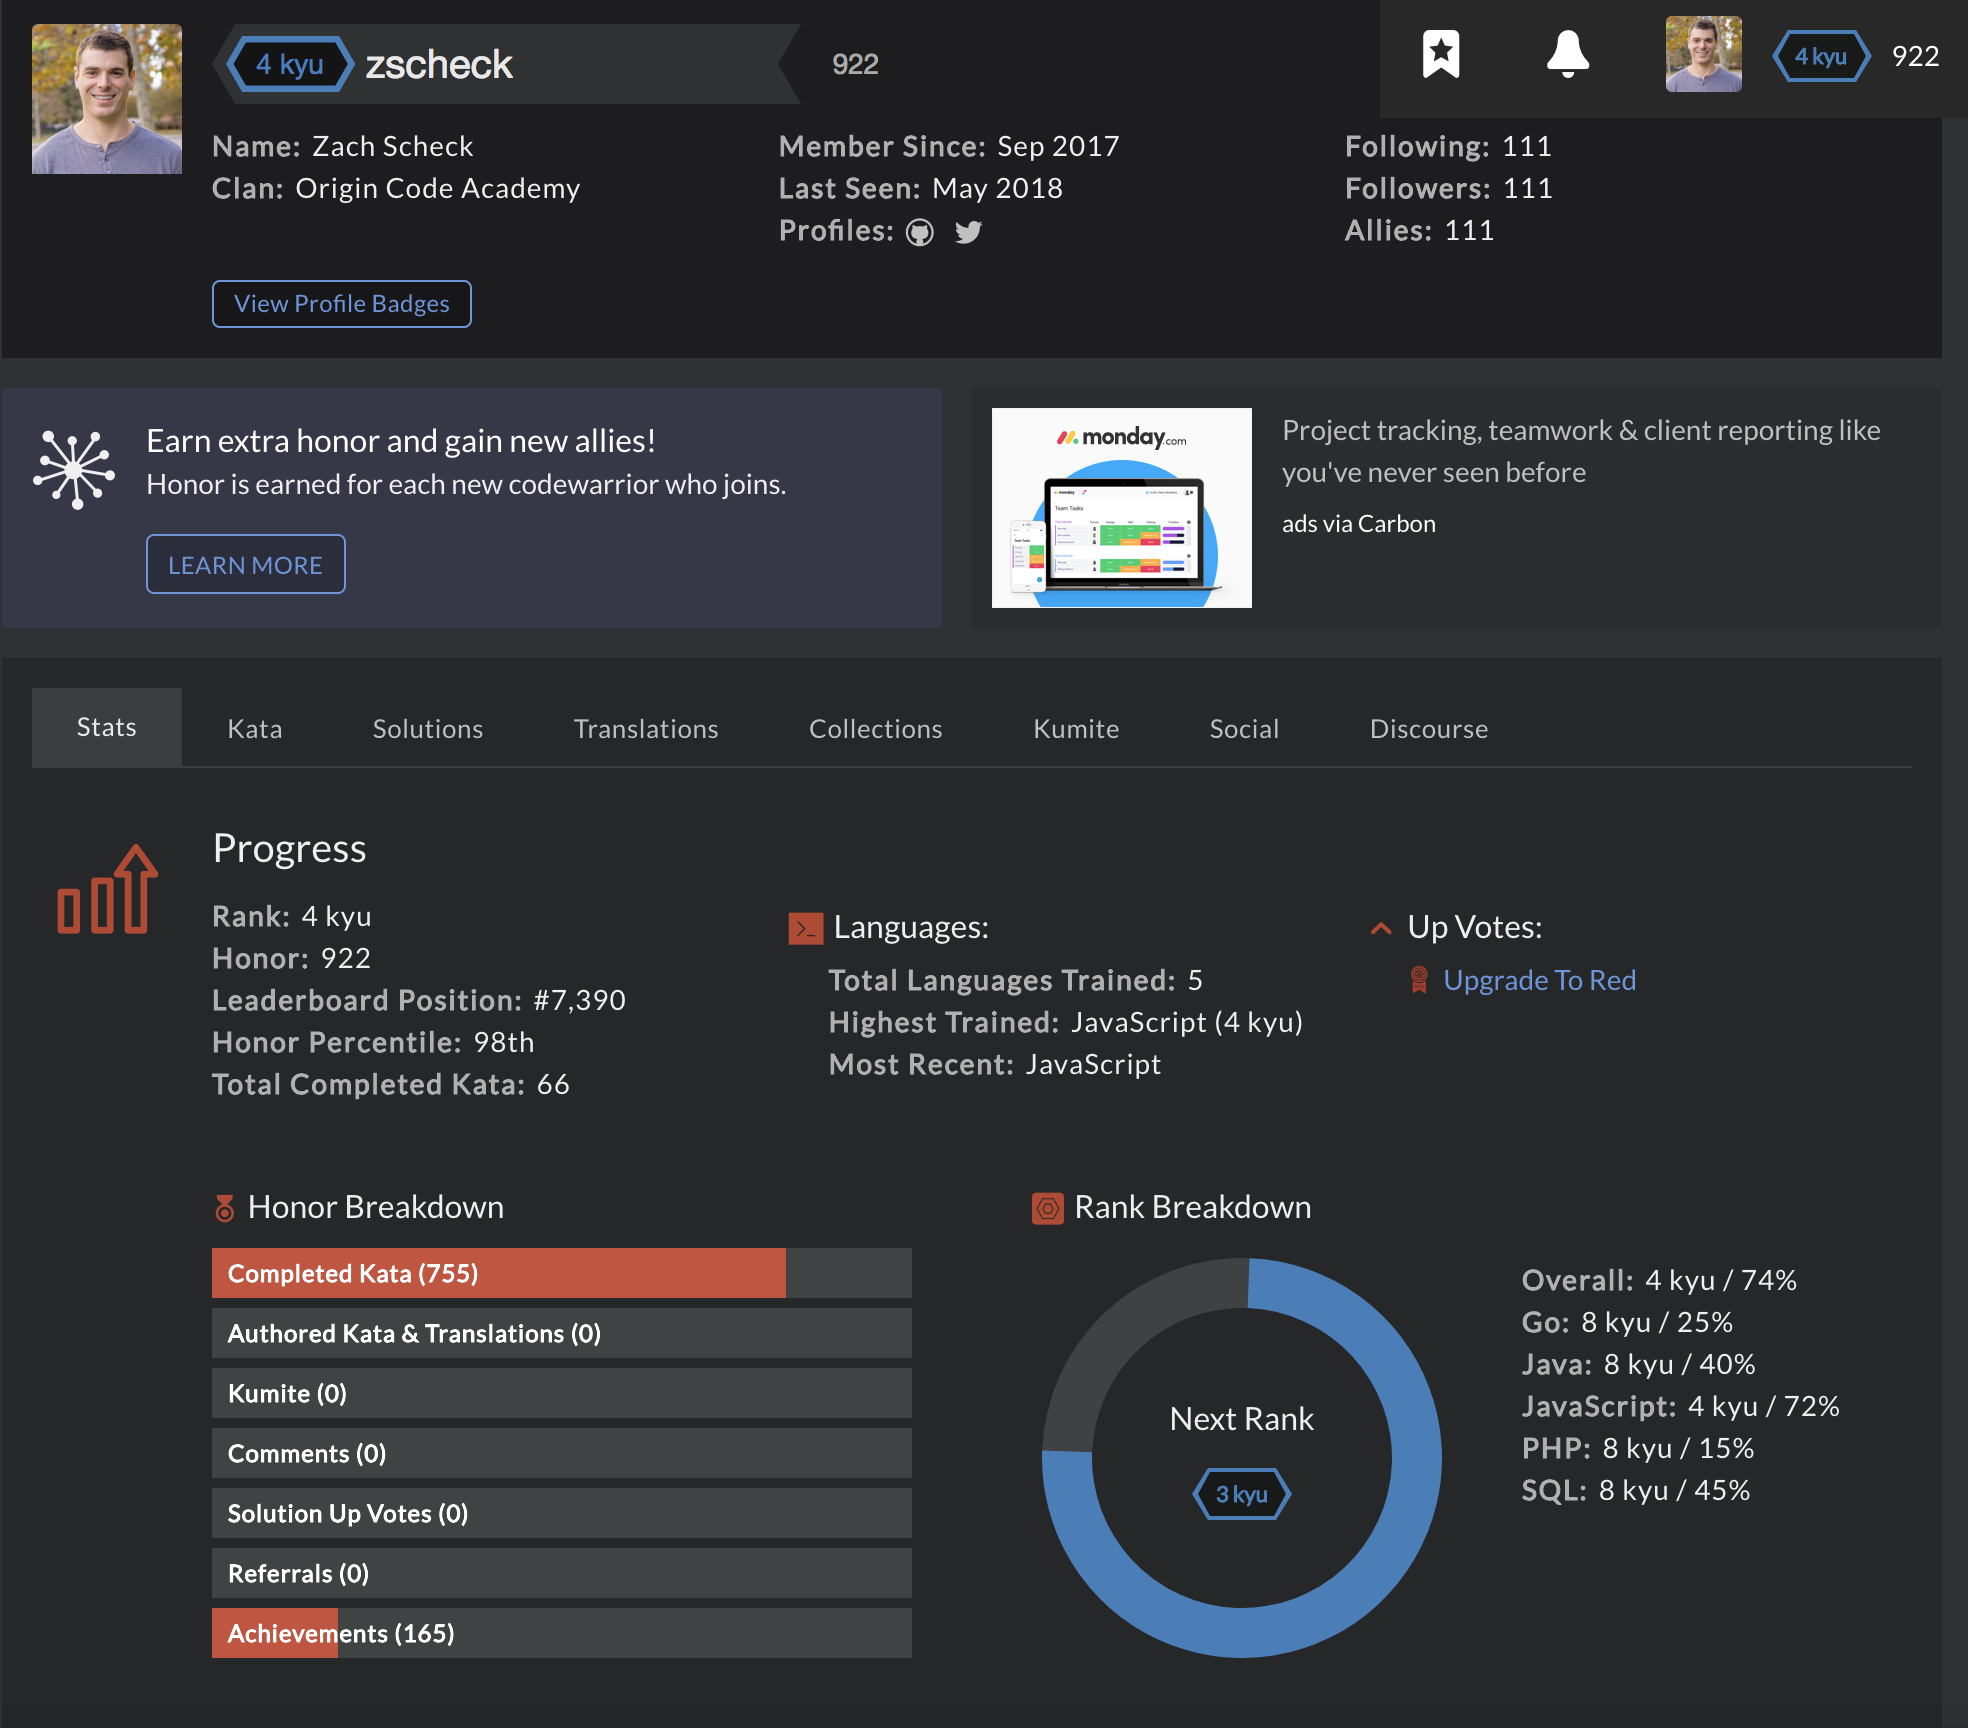 4 kyu zscheck 922
4 kyu 922
Name: Zach Scheck
Clan: Origin Code Academy
Member Since: Sep 2017
Last Seen: May 2018
Profiles:
Following: 111
Followers: 111
Allies: 111
View Profile Badges
Earn extra honor and gain new allies!
Honor is earned for each new codewarrior who joins.
LEARN MORE
monday.com
monday
Team Tasks
Project tracking, teamwork & client reporting like
you've never seen before
ads via Carbon
Stats Kata Solutions Translations Collections Kumite Social Discourse
Progress
Rank: 4 kyu
Honor: 922
Leaderboard Position: #7,390
Honor Percentile: 98th
Total Completed Kata: 66
Languages:
Total Languages Trained: 5
Highest Trained: JavaScript (4 kyu)
Most Recent: JavaScript
Up Votes:
Upgrade To Red
Honor Breakdown
Completed Kata (755)
Authored Kata & Translations (0)
Kumite (0)
Comments (0)
Solution Up Votes (0)
Referrals (0)
Achievements (165)
Rank Breakdown
Next Rank
3 kyu
Overall: 4 kyu / 74%
Go: 8 kyu / 25%
Java: 8 kyu / 40%
JavaScript: 4 kyu / 72%
PHP: 8 kyu / 15%
SQL: 8 kyu / 45%